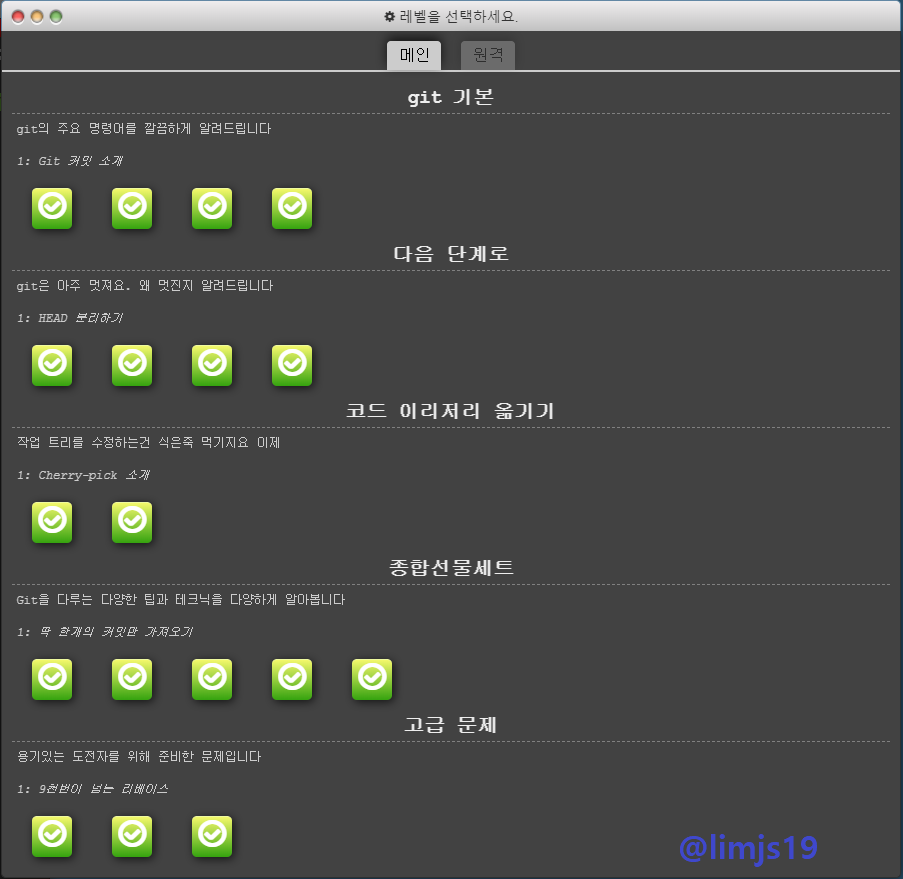 레벨을 선택하세요.
메인 원격
git 기본
git의 주요 명령어를 깔끔하게 알려드립니다
1: Git 커밋 소개
다음 단계로
git은 아주 멋져요. 왜 멋진지 알려드립니다
1: HEAD 분리하기
코드 이리저리 옮기기
작업 트리를 수정하는건 식은죽 먹기지요 이제
1: Cherry-pick 소개
종합선물세트
Git을 다루는 다양한 팁과 테크닉을 다양하게 알아봅니다
1: 딱 한개의 커밋만 가져오기
고급 문제
용기있는 도전자를 위해 준비한 문제입니다
1: 9천번이 넘는 리베이스
@limjs19